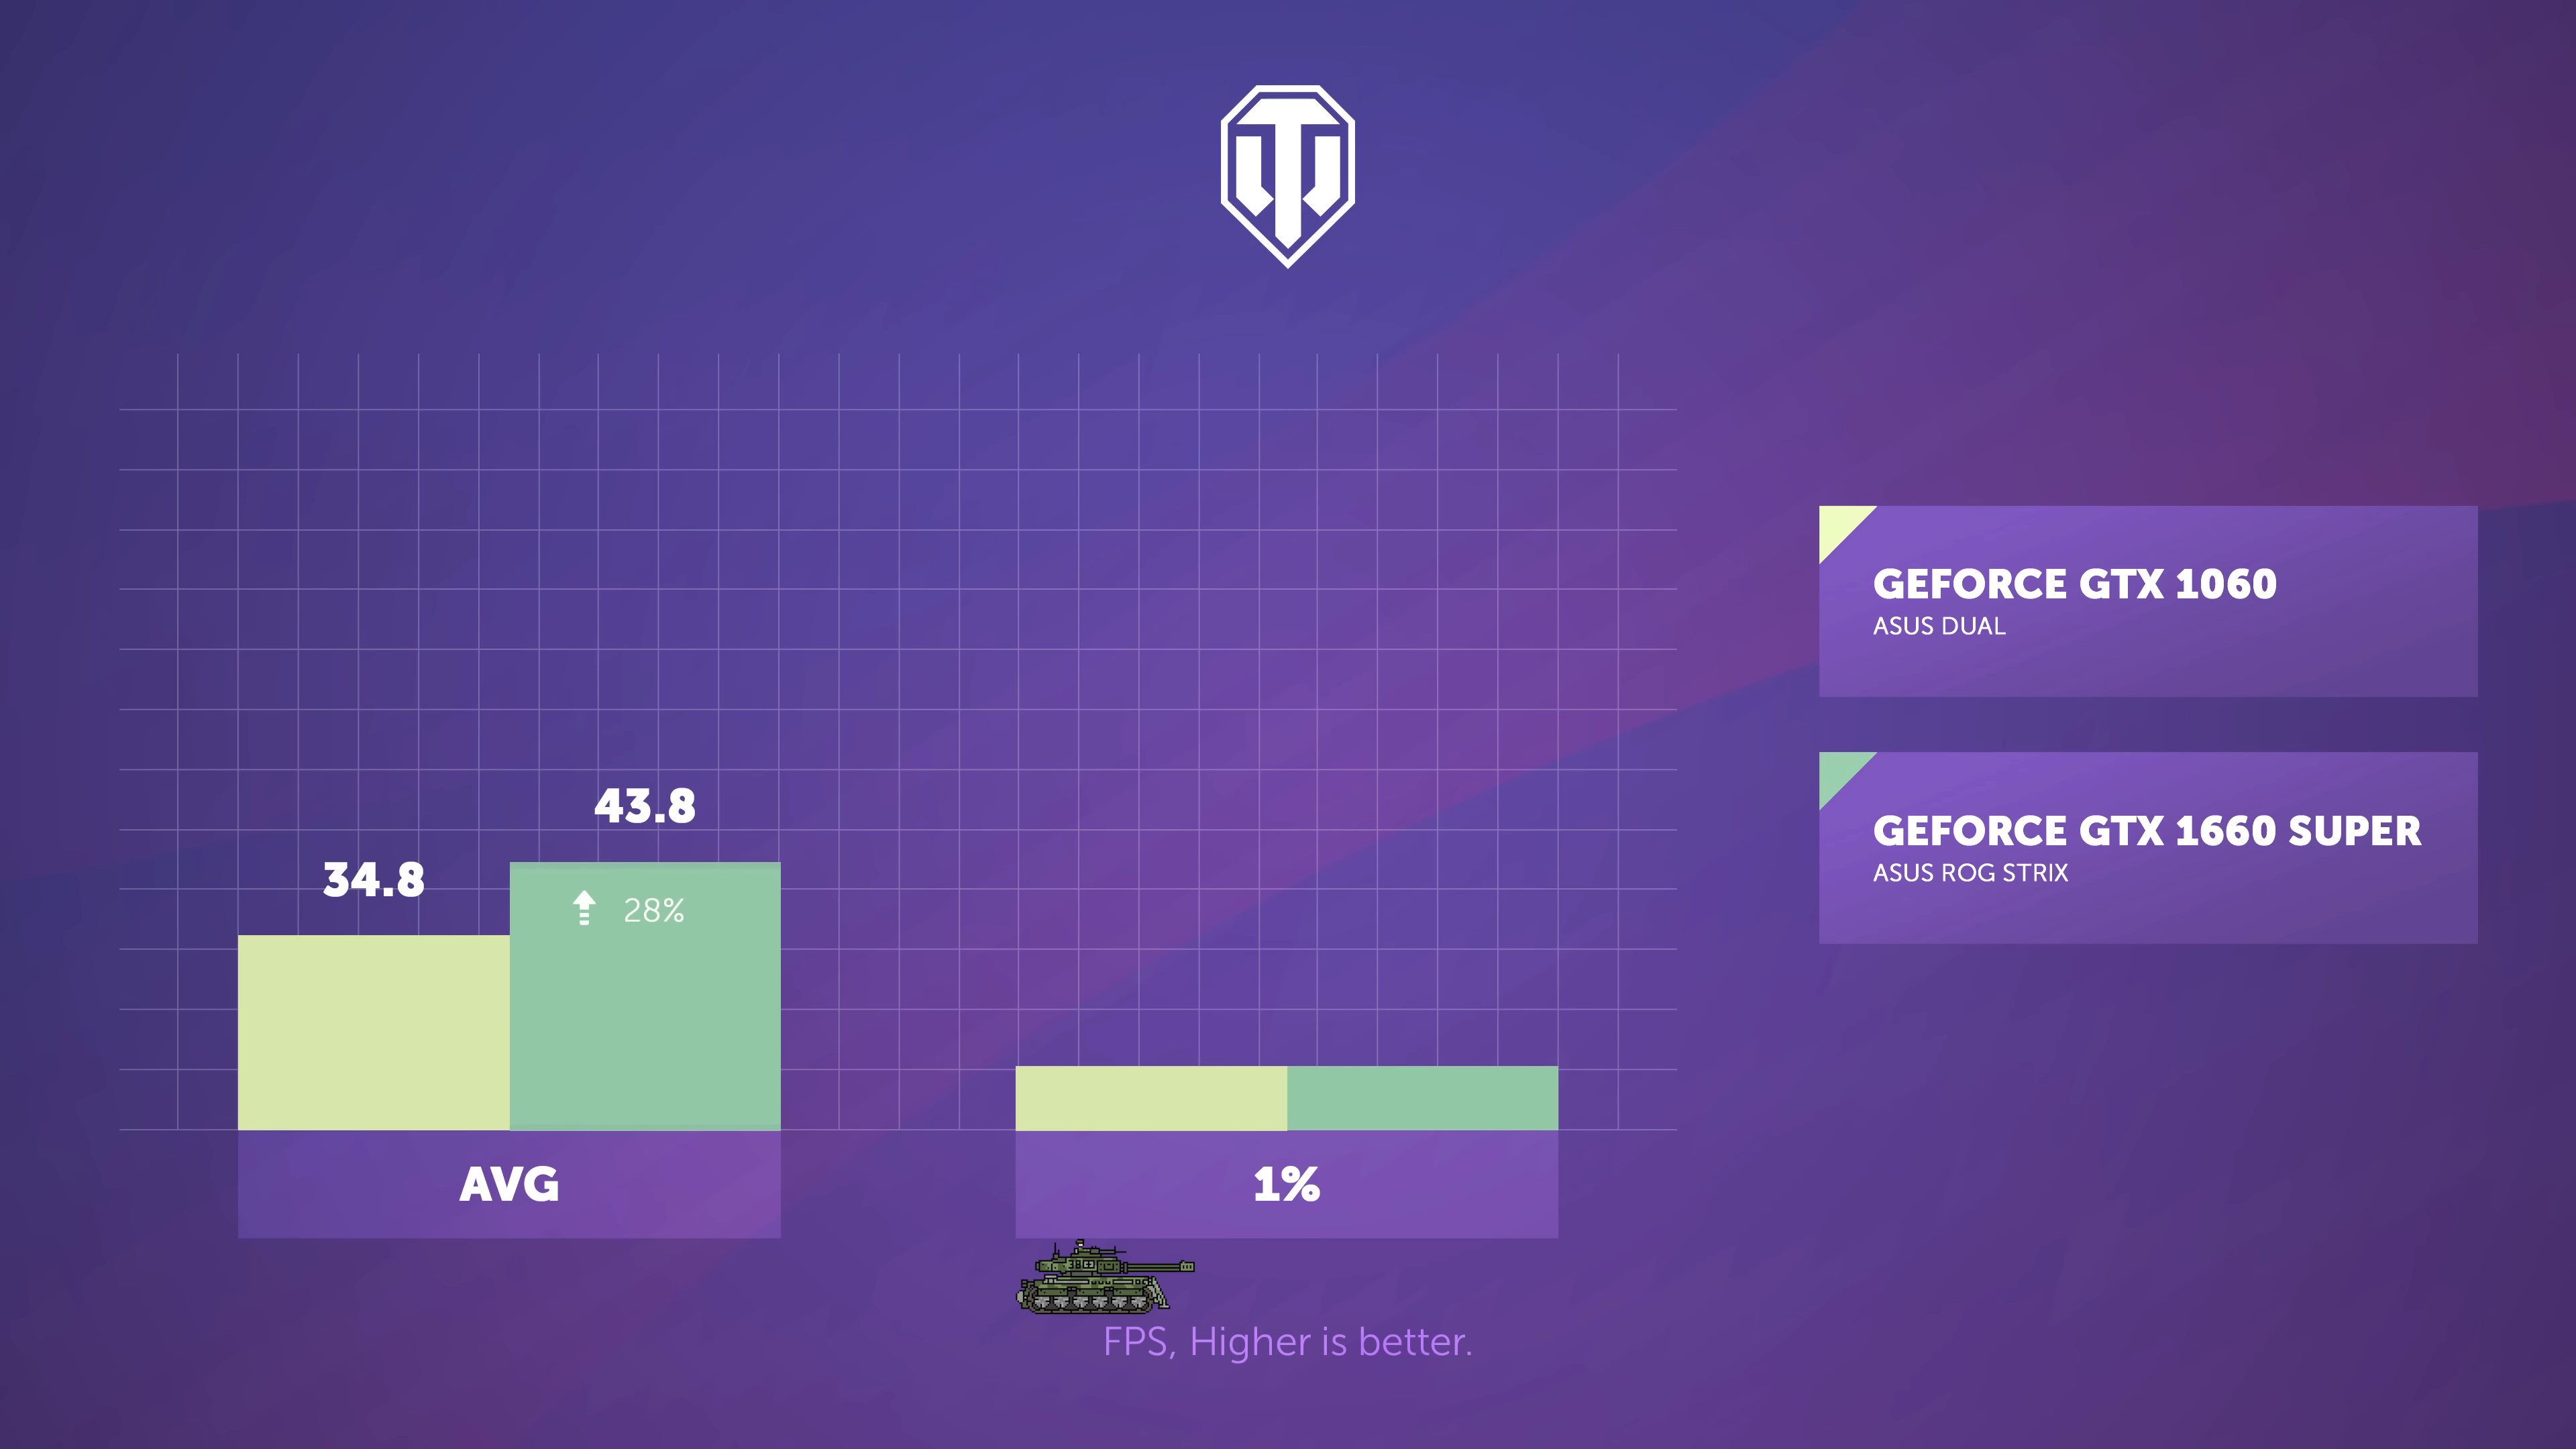 34.8
43.8
28%
AVG
1%
FPS, Higher is better.
GEFORCE GTX 1060
ASUS DUAL
GEFORCE GTX 1660 SUPER
ASUS ROG STRIX